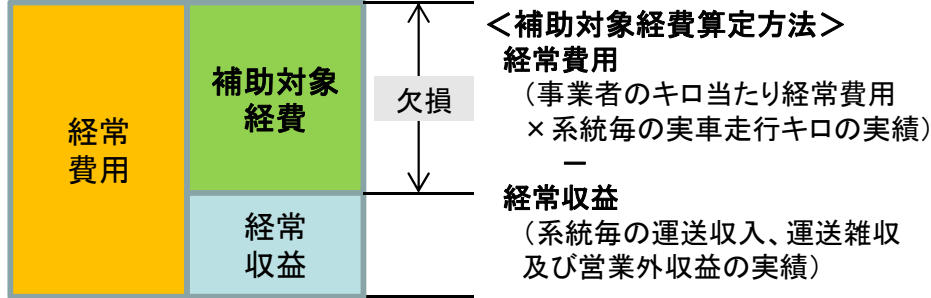 経常
費用
補助対象
経費
経常
収益
欠損
＜補助対象経費算定方法＞
経常費用
（事業者のキロ当たり経常費用
×系統毎の実車走行キロの実績）
－
経常収益
（系統毎の運送収入、運送雑収
及び営業外収益の実績）